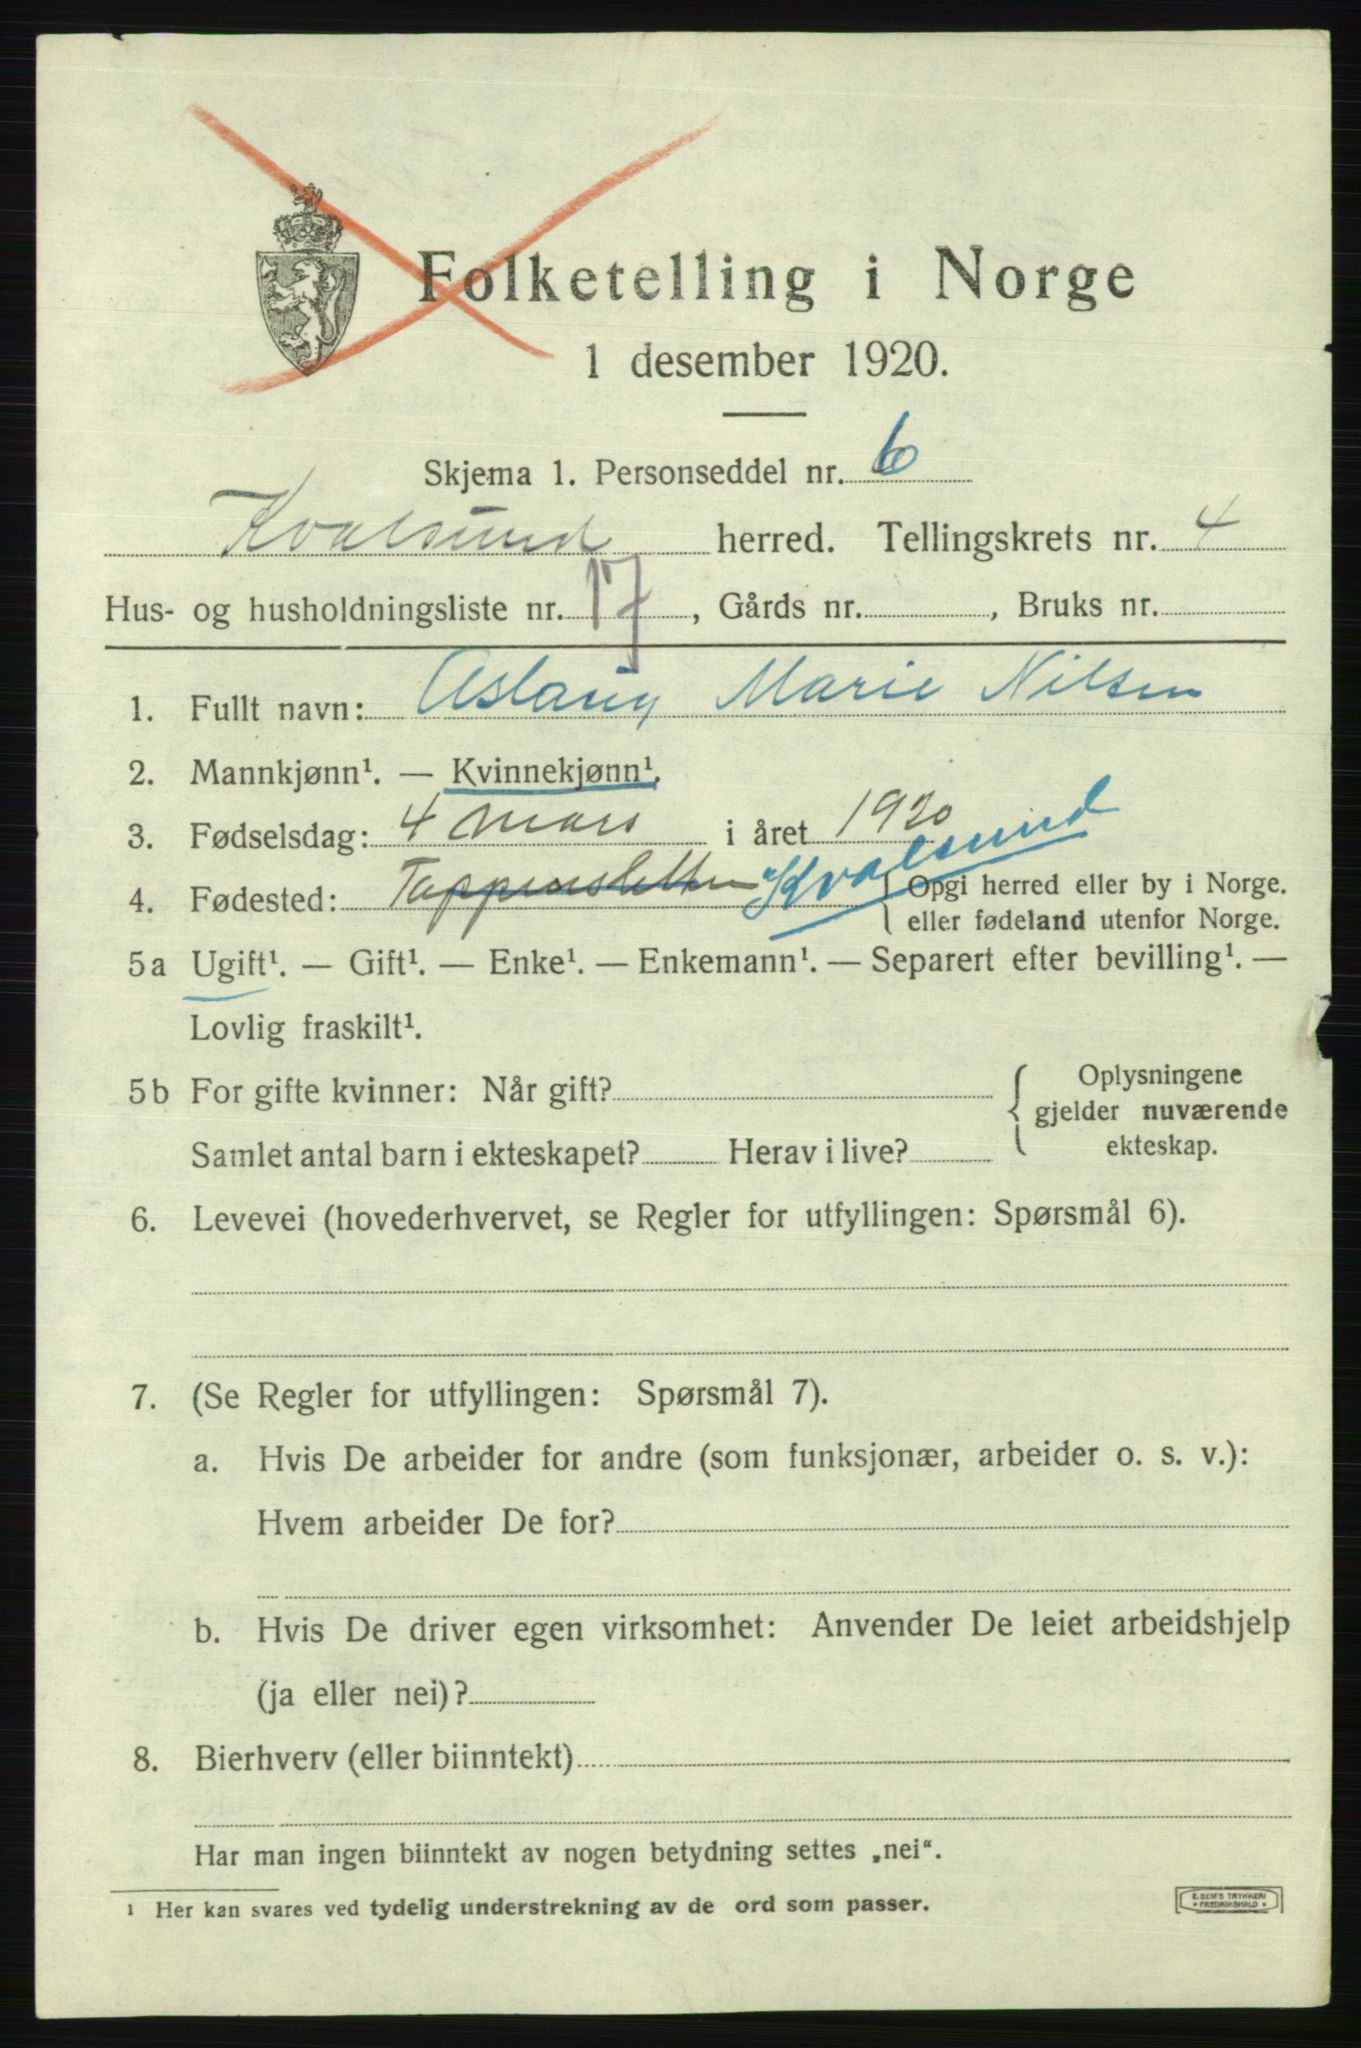 Folketelling i Norge
1 desember 1920.
Skjema 1. Personseddel nr. 6
Kvalsund herred. Tellingskrets nr. 4
Hus- og husholdningsliste nr. 17, Gårds nr. , Bruks nr.
1. Fullt navn: Aslaug Marie Nilsen
2. Mannkjønn¹. — Kvinnekjønn¹.
3. Fødselsdag: 4 mars i året 1920
4. Fødested: Kvalsund { Opgi herred eller by i Norge.
eller fødeland utenfor Norge.
5a Ugift¹. — Gift¹. — Enke¹. — Enkemann¹. — Separert efter bevilling¹. —
Lovlig fraskilt¹.
5b For gifte kvinner: Når gift?
Samlet antal barn i ekteskapet? Herav i live?
Oplysningene
gjelder nuværende
ekteskap.
6. Levevei (hovederhvervet, se Regler for utfyllingen: Spørsmål 6).
7. (Se Regler for utfyllingen: Spørsmål 7).
a. Hvis De arbeider for andre (som funksjonær, arbeider o. s. v.):
Hvem arbeider De for?
b. Hvis De driver egen virksomhet: Anvender De leiet arbeidshjelp
(ja eller nei)?
8. Bierhverv (eller biinntekt)
Har man ingen biinntekt av nogen betydning settes „nei“.
1 Her kan svares ved tydelig understrekning av de ord som passer.
E. SEM'S TRYKKERI
• FREDRIKSHALD •